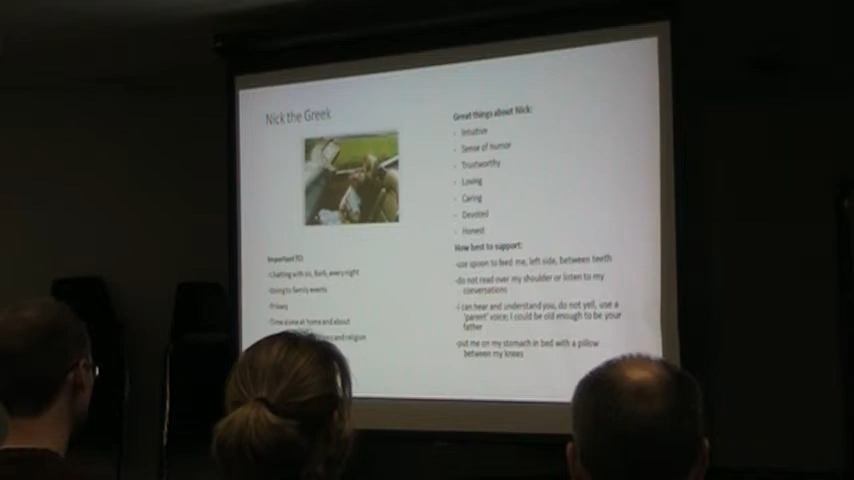 Nick the Greek
Important TO:
-Chatting with sis, Barb, every night
-Going to family events
-Privacy
-Time alone at home and about
and religion
Great things about Nick:
- Intuitive
- Sense of humor
- Trustworthy
- Loving
- Caring
- Devoted
- Honest
How best to support:
-use spoon to feed me, left side, between teeth
-do not read over my shoulder or listen to my
conversations
-I can hear and understand you, do not yell, use a
'parent' voice; I could be old enough to be your
father
-put me on my stomach in bed with a pillow
between my knees